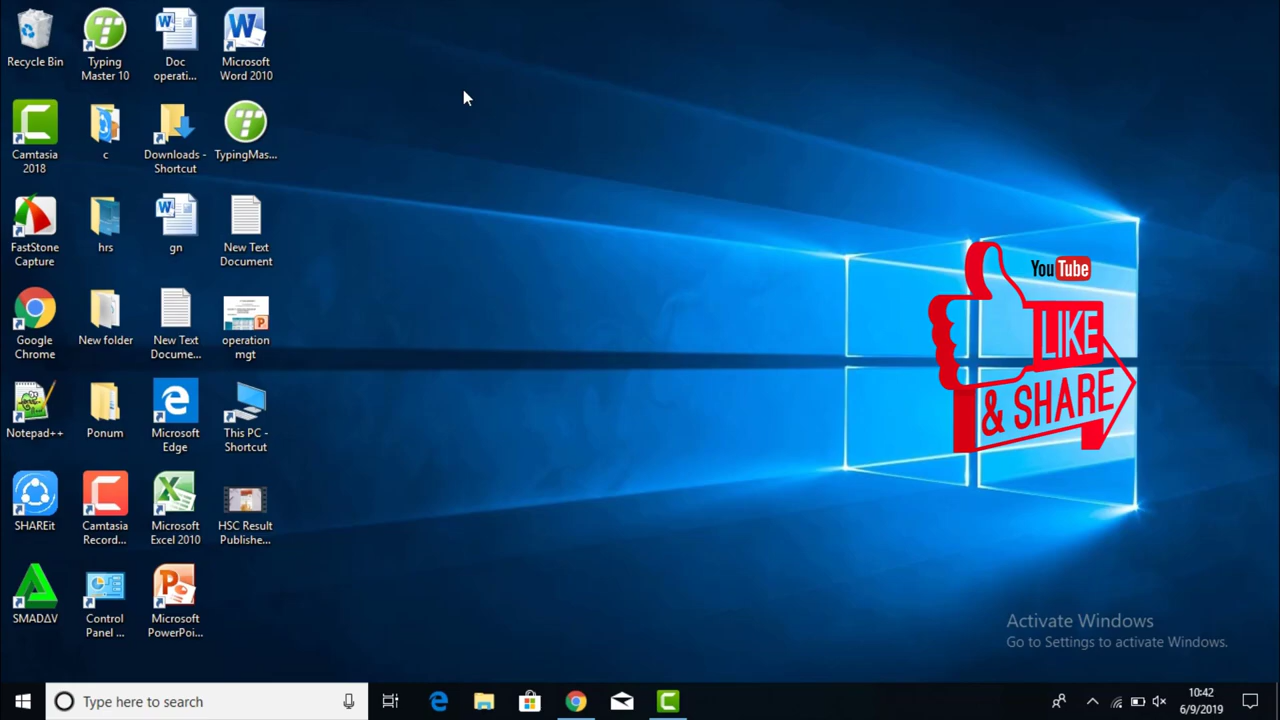 Recycle Bin
Typing
Master 10
Doc
operati...
Microsoft
Word 2010
Camtasia
2018
c
Downloads -
Shortcut
TypingMas...
FastStone
Capture
hrs
gn
New Text
Document
Google
Chrome
New folder
New Text
Docume...
operation
mgt
Notepad++
Ponum
Microsoft
Edge
This PC -
Shortcut
SHAREit
Camtasia
Record...
Microsoft
Excel 2010
HSC Result
Publishe...
SMADΔV
Control
Panel ...
Microsoft
PowerPoi...
YouTube
LIKE
& SHARE
Activate Windows
Go to Settings to activate Windows.
Type here to search
10:42
6/9/2019